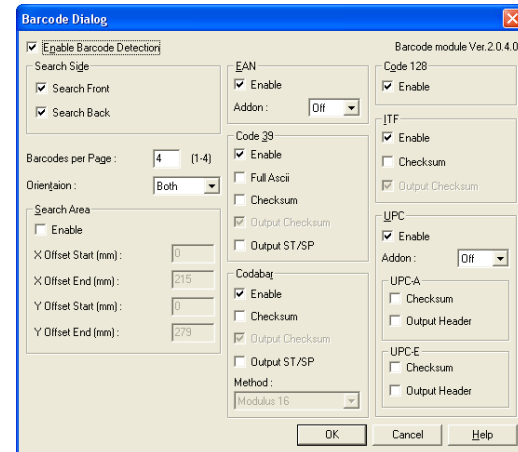 Barcode Dialog
Enable Barcode Detection
Barcode module Ver.2.0.4.0
Search Side
Search Front
Search Back
Barcodes per Page :
4
(1-4)
Orientaion :
Both
Search Area
Enable
X Offset Start (mm) :
0
X Offset End (mm) :
215
Y Offset Start (mm) :
0
Y Offset End (mm) :
279
EAN
Enable
Addon :
Off
Code 39
Enable
Full Ascii
Checksum
Output Checksum
Output ST/SP
Codabar
Enable
Checksum
Output Checksum
Output ST/SP
Method :
Modulus 16
Code 128
Enable
ITF
Enable
Checksum
Output Checksum
UPC
Enable
Addon :
Off
UPC-A
Checksum
Output Header
UPC-E
Checksum
Output Header
OK
Cancel
Help